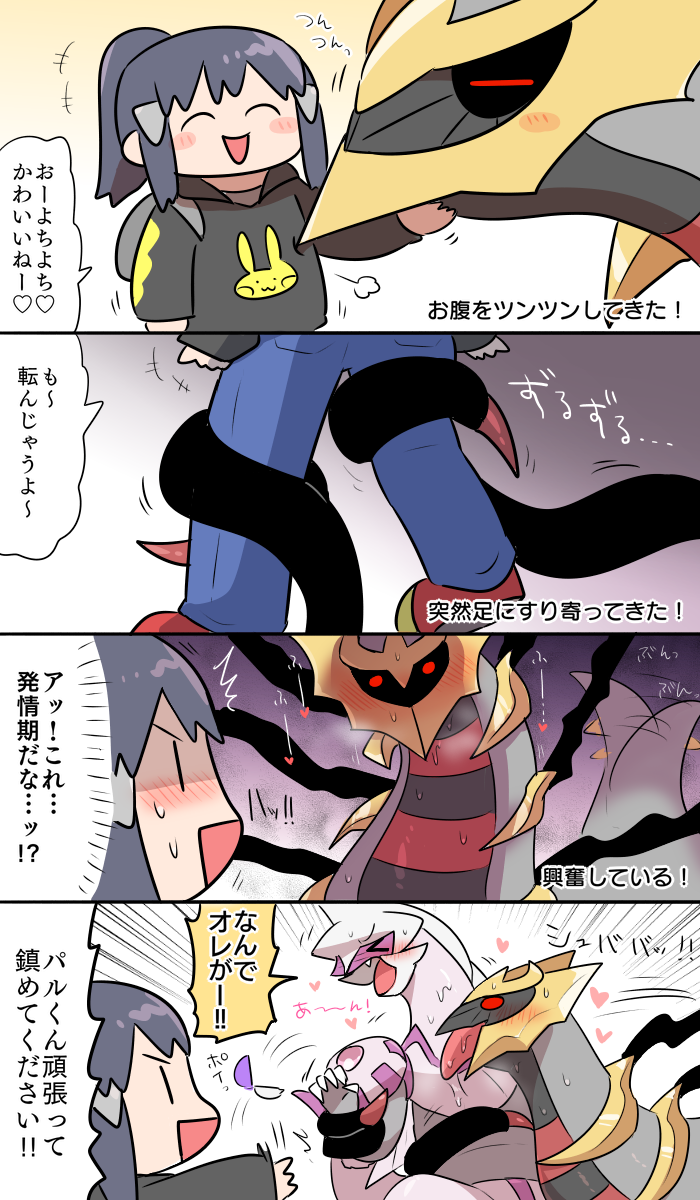 つん
つんっ
おーよちよち♡
かわいいねー♡
お腹をツンツンしてきた！
も〜
転んじゃうよ〜
ずるずる…
突然足にすり寄ってきた！
ふーー…
ふーー…
ぶんっ
ぶんっ
アッ！これ…
発情期だな…ッ!?
ハッ!!
興奮している！
なんで
オレがー!!
シュババッ!!
あ〜〜ん！
ポイっ
パルくん頑張って
鎮めてください!!